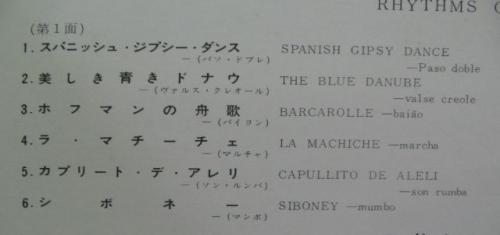 RHYTHMS
(第1面)
1. スパニッシュ・ジプシー・ダンス SPANISH GIPSY DANCE
―(パソ・ドブレ) ―Paso doble
2. 美しき青きドナウ THE BLUE DANUBE
―(ヴァルス・クレオール) ―valse creole
3. ホフマンの舟歌 BARCAROLLE ―baião
―(バイヨン)
4. ラ・マチーチェ LA MACHICHE ―marcha
―(マルチャ)
5. カプリート・デ・アレリ CAPULLITO DE ALELI
―(ソン・ルンバ) ―son rumba
6. シボネー SIBONEY ―mumbo
―(マンボ)